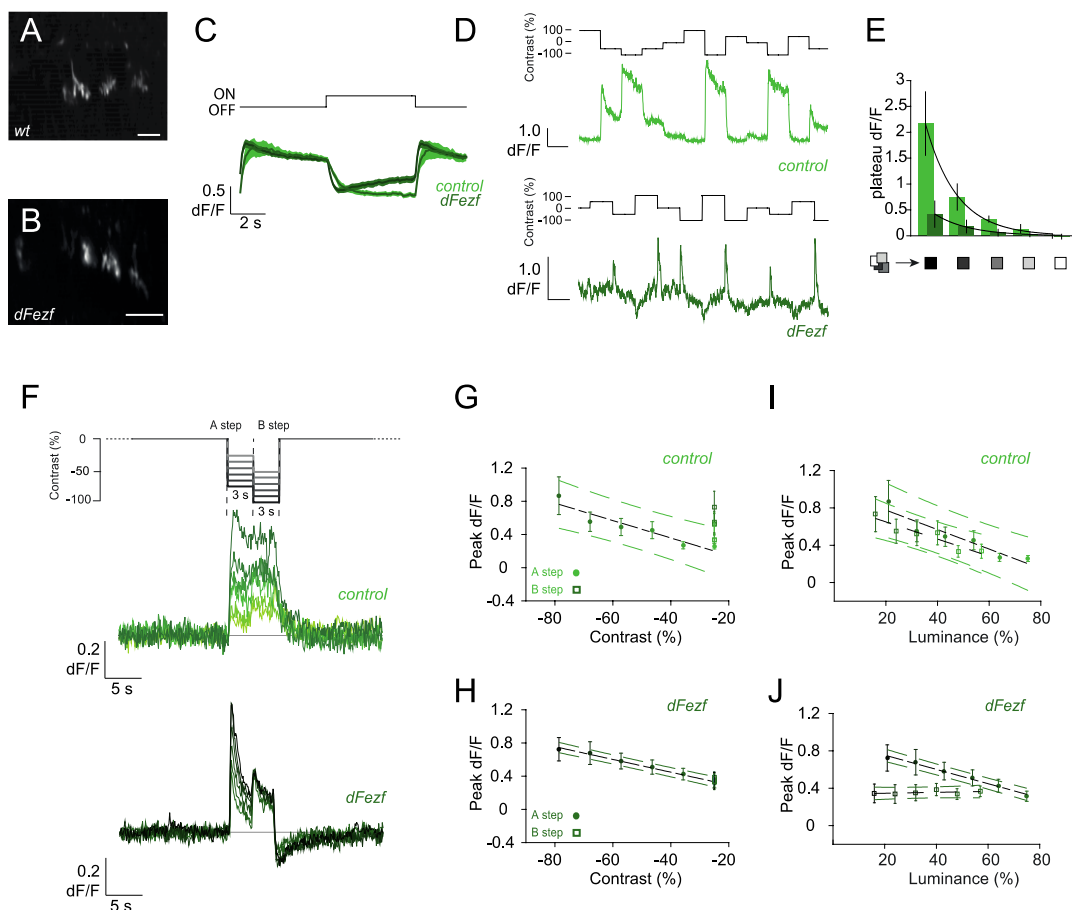 A
wt
B
dFezf
C
ON
OFF
control
dFezf
0.5
dF/F
2 s
D
Contrast (%)
100
0
-100
1.0
dF/F
control
Contrast (%)
100
0
-100
1.0
dF/F
dFezf
E
plateau dF/F
3
2.5
2
1.5
1
0.5
0
F
A step B step
Contrast (%)
0
-50
-100
3 s
3 s
control
0.2
dF/F
5 s
dFezf
0.2
dF/F
5 s
G
control
Peak dF/F
1.2
0.8
0.4
0
-0.4
A step
B step
-80 -60 -40 -20
Contrast (%)
H
dFezf
Peak dF/F
1.2
0.8
0.4
0
A step
B step
-80 -60 -40 -20
Contrast (%)
I
control
Peak dF/F
1.2
0.8
0.4
0
20 40 60 80
Luminance (%)
J
dFezf
Peak dF/F
1.2
0.8
0.4
0
20 40 60 80
Luminance (%)